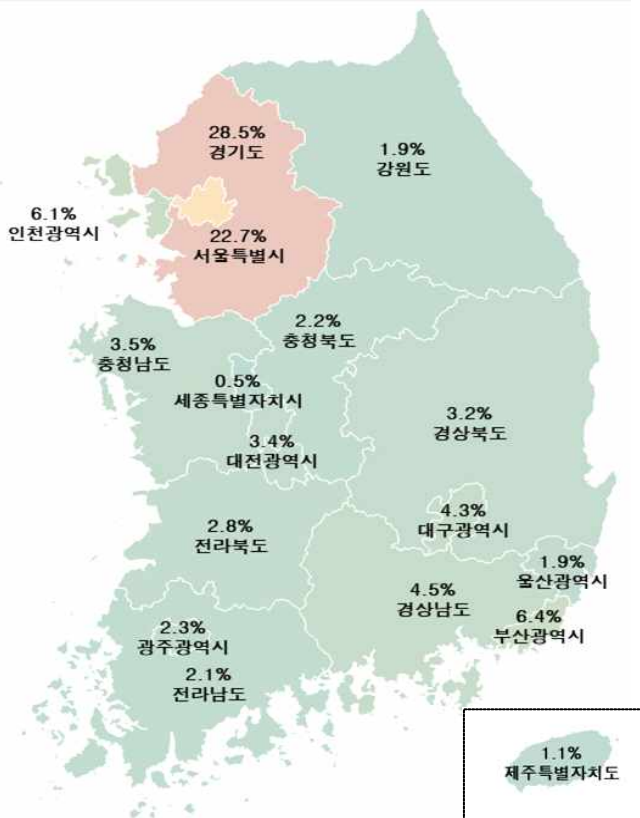 28.5%
경기도
1.9%
강원도
6.1%
인천광역시
22.7%
서울특별시
2.2%
충청북도
3.5%
충청남도
0.5%
세종특별자치시
3.2%
경상북도
3.4%
대전광역시
4.3%
대구광역시
2.8%
전라북도
1.9%
울산광역시
4.5%
경상남도
6.4%
부산광역시
2.3%
광주광역시
2.1%
전라남도
1.1%
제주특별자치도